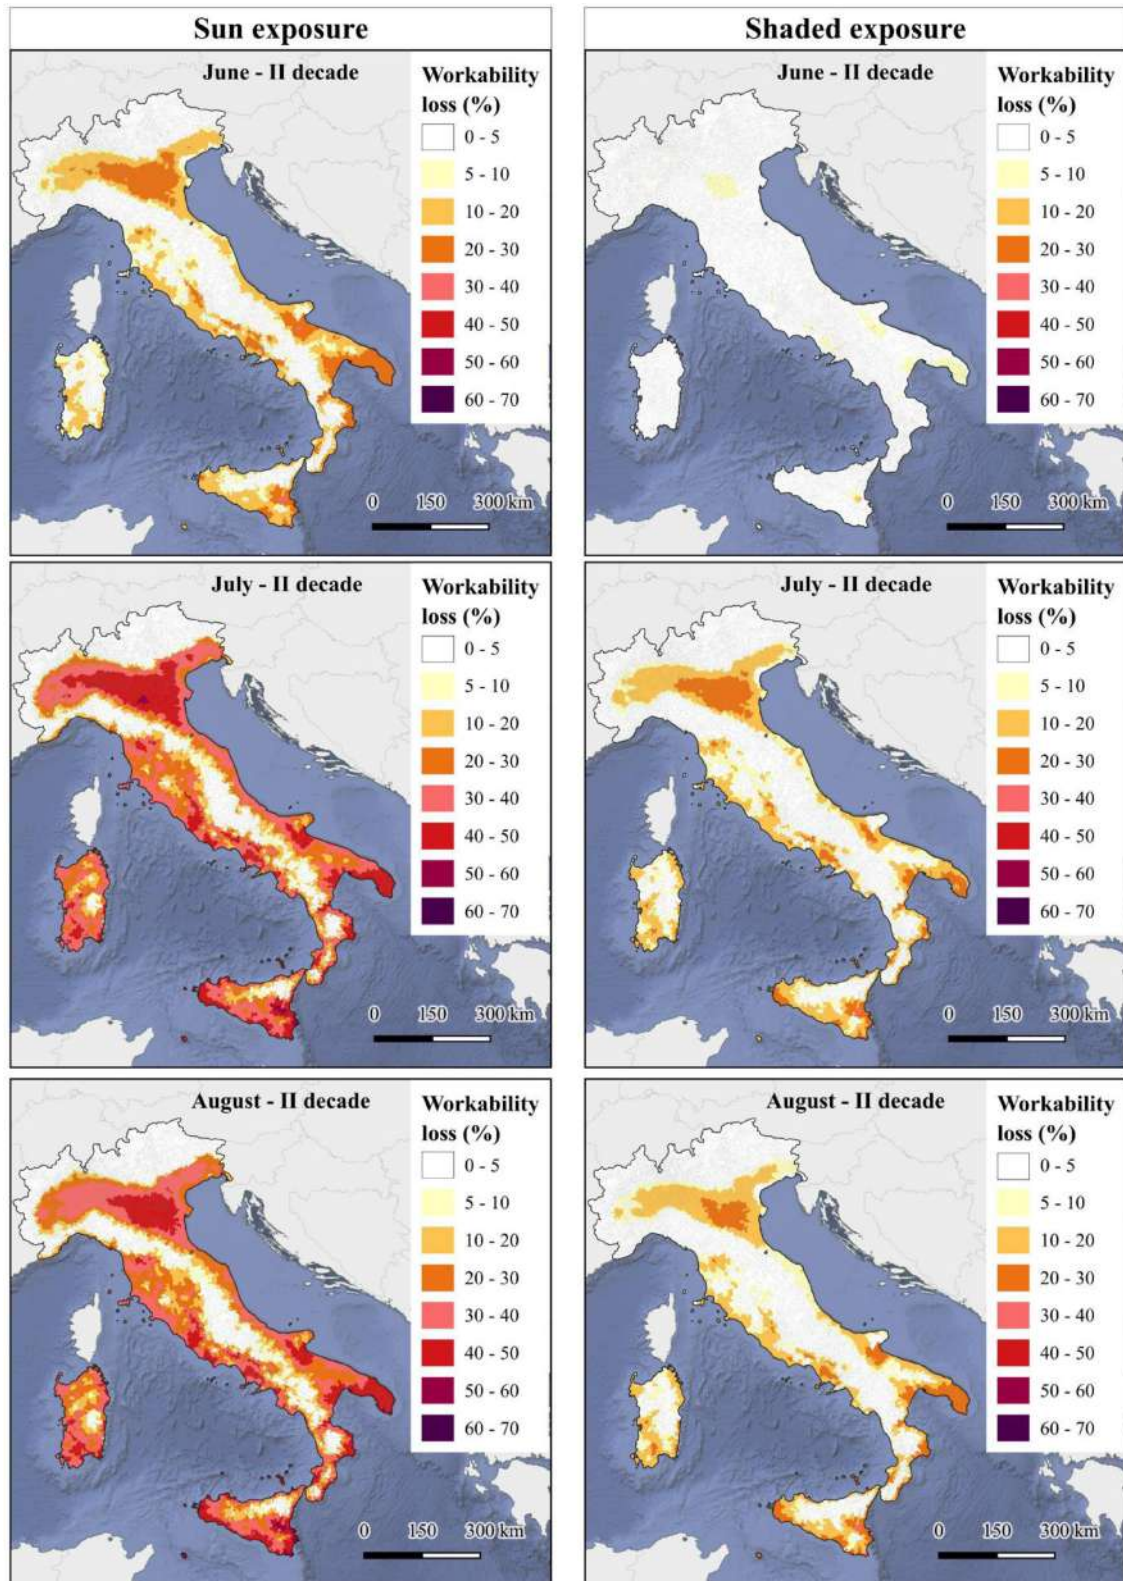 Sun exposure
Shaded exposure
June - II decade
Workability
loss (%)
0 - 5
5 - 10
10 - 20
20 - 30
30 - 40
40 - 50
50 - 60
60 - 70
0 150 300 km
June - II decade
Workability
loss (%)
0 - 5
5 - 10
10 - 20
20 - 30
30 - 40
40 - 50
50 - 60
60 - 70
0 150 300 km
July - II decade
Workability
loss (%)
0 - 5
5 - 10
10 - 20
20 - 30
30 - 40
40 - 50
50 - 60
60 - 70
0 150 300 km
July - II decade
Workability
loss (%)
0 - 5
5 - 10
10 - 20
20 - 30
30 - 40
40 - 50
50 - 60
60 - 70
0 150 300 km
August - II decade
Workability
loss (%)
0 - 5
5 - 10
10 - 20
20 - 30
30 - 40
40 - 50
50 - 60
60 - 70
0 150 300 km
August - II decade
Workability
loss (%)
0 - 5
5 - 10
10 - 20
20 - 30
30 - 40
40 - 50
50 - 60
60 - 70
0 150 300 km